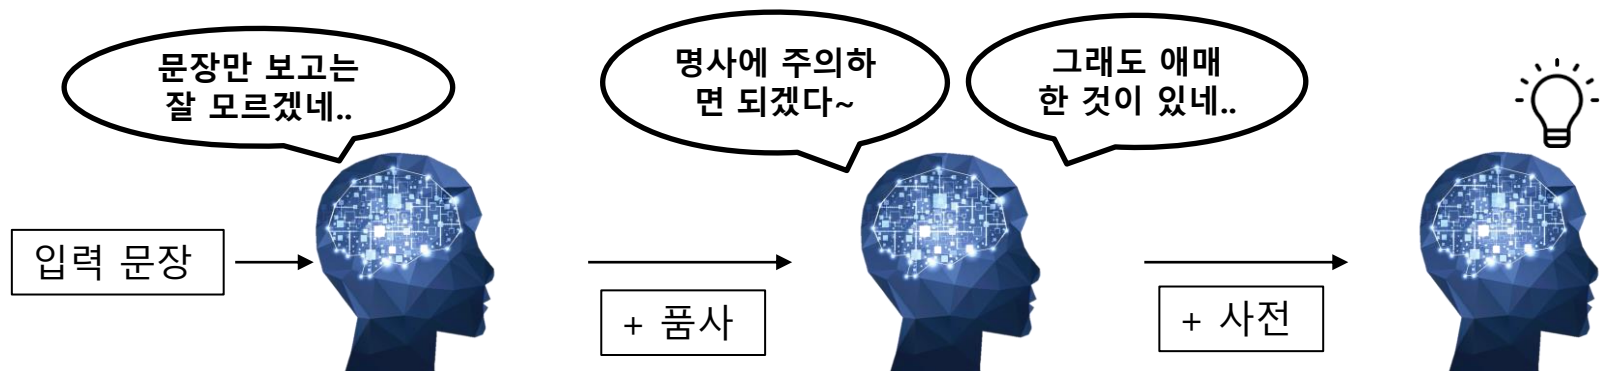 문장만 보고는
잘 모르겠네..
명사에 주의하
면 되겠다~
그래도 애매
한 것이 있네..
입력 문장
+ 품사
+ 사전